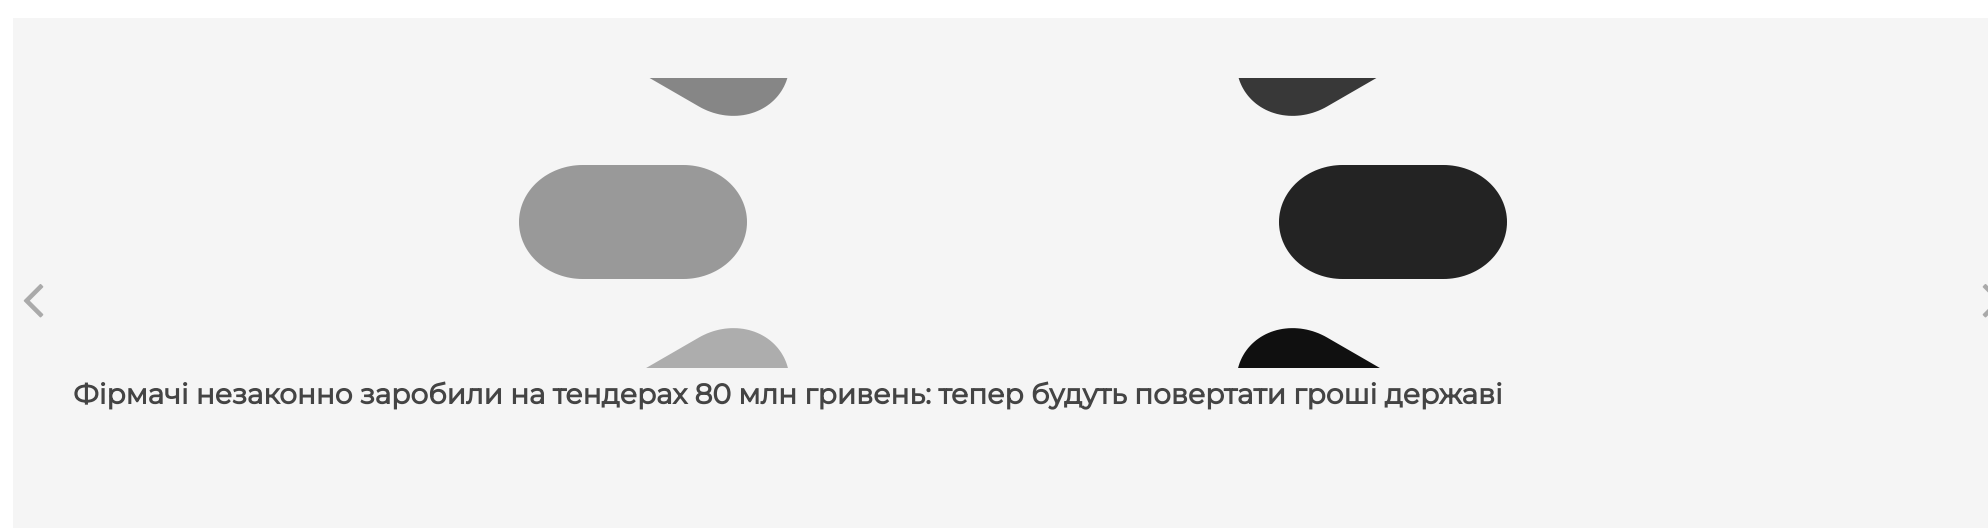 Фірмачі незаконно заробили на тендерах 80 млн гривень: тепер будуть повертати гроші державі